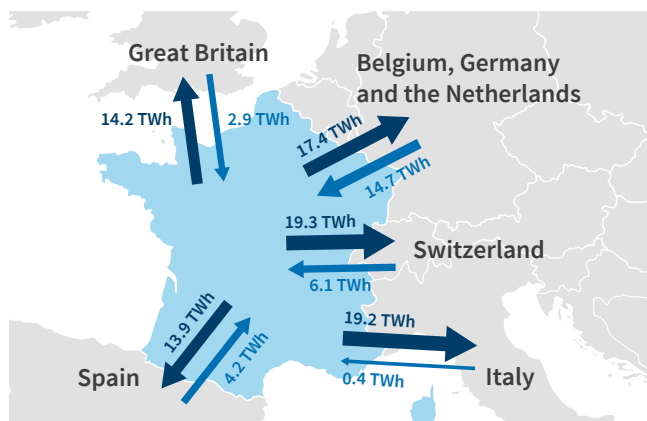 Great Britain
14.2 TWh
2.9 TWh
Belgium, Germany
and the Netherlands
17.4 TWh
14.7 TWh
19.3 TWh
Switzerland
6.1 TWh
13.9 TWh
4.2 TWh
Spain
19.2 TWh
0.4 TWh
Italy